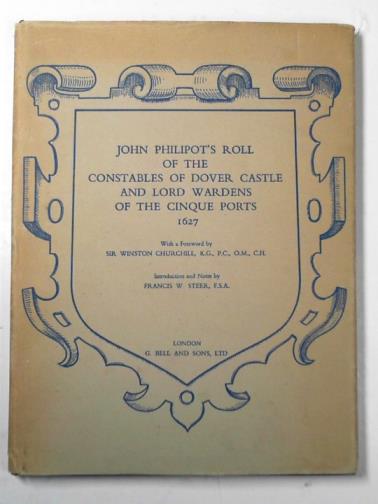 JOHN PHILIPOT'S ROLL
OF THE
CONSTABLES OF DOVER CASTLE
AND LORD WARDENS
OF THE CINQUE PORTS
1627
With a Foreword by
SIR WINSTON CHURCHILL, K.G., P.C., O.M., C.H.
Introduction and Notes by
FRANCIS W. STEER, F.S.A.
LONDON
G. BELL AND SONS, LTD